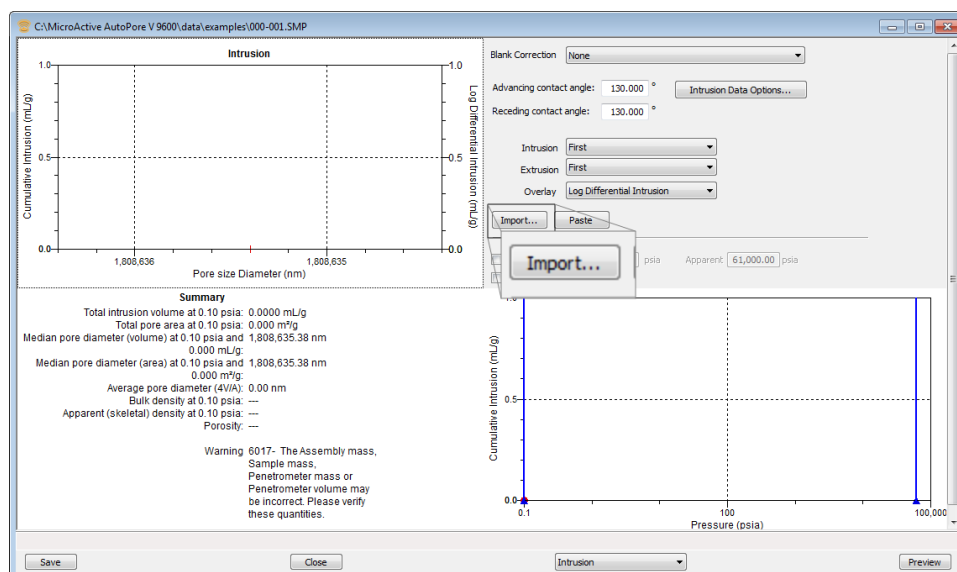 C:\MicroActive AutoPore V 9600\data\examples\000-001.SMP
Intrusion
1.0
0.5
0.0
Cumulative Intrusion (mL/g)
1.0
0.5
0.0
Log Differential Intrusion (mL/g)
1,808,636
1,808,635
Pore size Diameter (nm)
Blank Correction None
Advancing contact angle: 130.000 °
Intrusion Data Options...
Receding contact angle: 130.000 °
Intrusion First
Extrusion First
Overlay Log Differential Intrusion
Import... Paste
Import...
psia Apparent 61,000.00 psia
Summary
Total intrusion volume at 0.10 psia: 0.0000 mL/g
Total pore area at 0.10 psia: 0.000 m²/g
Median pore diameter (volume) at 0.10 psia and 1,808,635.38 nm
0.000 mL/g:
Median pore diameter (area) at 0.10 psia and 1,808,635.38 nm
0.000 m²/g:
Average pore diameter (4V/A): 0.00 nm
Bulk density at 0.10 psia: ---
Apparent (skeletal) density at 0.10 psia: ---
Porosity: ---
Warning 6017- The Assembly mass,
Sample mass,
Penetrometer mass or
Penetrometer volume may
be incorrect. Please verify
these quantities.
1.0
0.5
0.0
Cumulative Intrusion (mL/g)
0.1
100
100,000
Pressure (psia)
Save
Close
Intrusion
Preview